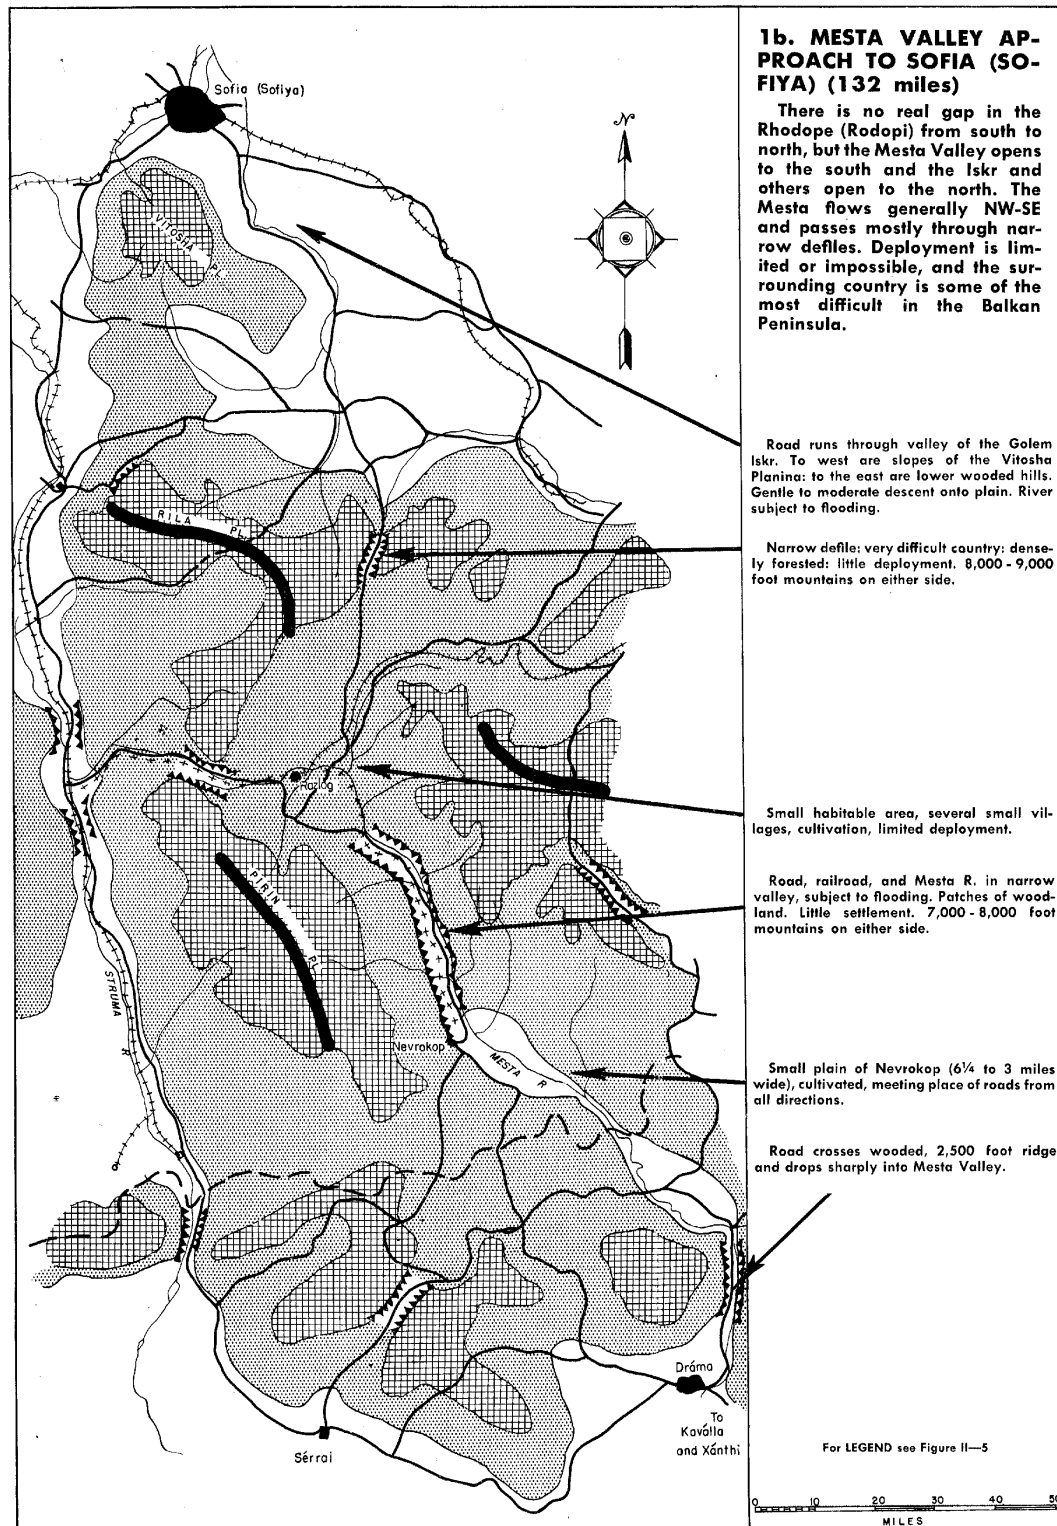 1b. MESTA VALLEY AP-
PROACH TO SOFIA (SO-
FIYA) (132 miles)
There is no real gap in the
Rhodope (Rodopi) from south to
north, but the Mesta Valley opens
to the south and the Iskr and
others open to the north. The
Mesta flows generally NW-SE
and passes mostly through nar-
row defiles. Deployment is lim-
ited or impossible, and the sur-
rounding country is some of the
most difficult in the Balkan
Peninsula.
Road runs through valley of the Golem
Iskr. To west are slopes of the Vitosha
Planina: to the east are lower wooded hills.
Gentle to moderate descent onto plain. River
subject to flooding.
Narrow defile: very difficult country: dense-
ly forested: little deployment. 8,000 - 9,000
foot mountains on either side.
Small habitable area, several small vil-
lages, cultivation, limited deployment.
Road, railroad, and Mesta R. in narrow
valley, subject to flooding. Patches of wood-
land. Little settlement. 7,000 - 8,000 foot
mountains on either side.
Small plain of Nevrokop (6¼ to 3 miles
wide), cultivated, meeting place of roads from
all directions.
Road crosses wooded, 2,500 foot ridge
and drops sharply into Mesta Valley.
For LEGEND see Figure II—5
0 10 20 30 40 50
MILES
N
Sofia (Sofiya)
VITOSHA PL.
RILA PL.
Razlog
PIRIN PL.
STRUMA R
Nevrokop
MESTA R
Dráma
To
Kaválla
and Xánthi
Sérrai